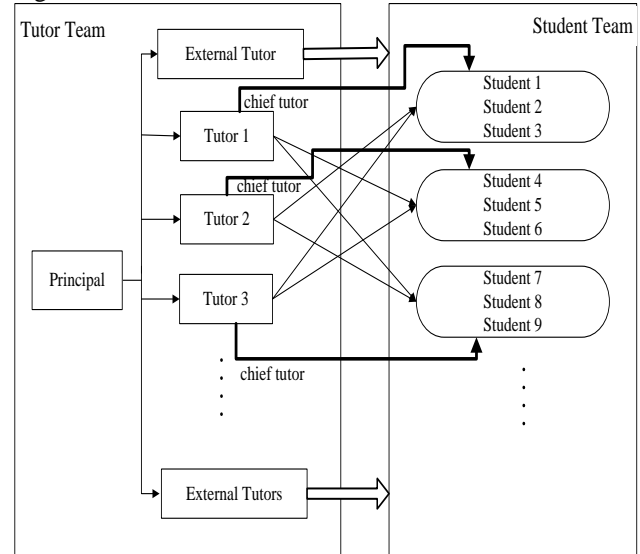 Tutor Team
Student Team
External Tutor
chief tutor
Student 1
Student 2
Student 3
Tutor 1
chief tutor
Student 4
Student 5
Student 6
Tutor 2
Principal
Tutor 3
Student 7
Student 8
Student 9
chief tutor
External Tutors